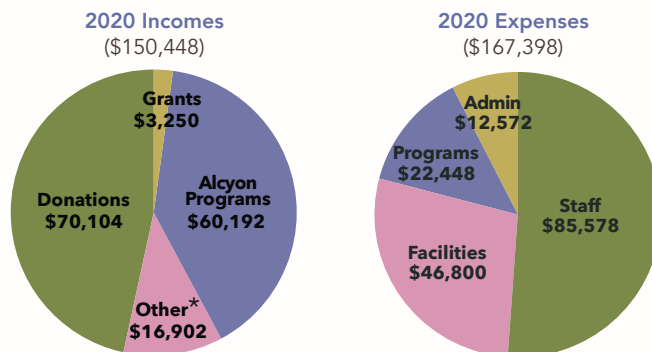 2020 Incomes
($150,448)
Grants
$3,250
Donations
$70,104
Alcyon
Programs
$60,192
Other*
$16,902
2020 Expenses
($167,398)
Admin
$12,572
Programs
$22,448
Staff
$85,578
Facilities
$46,800